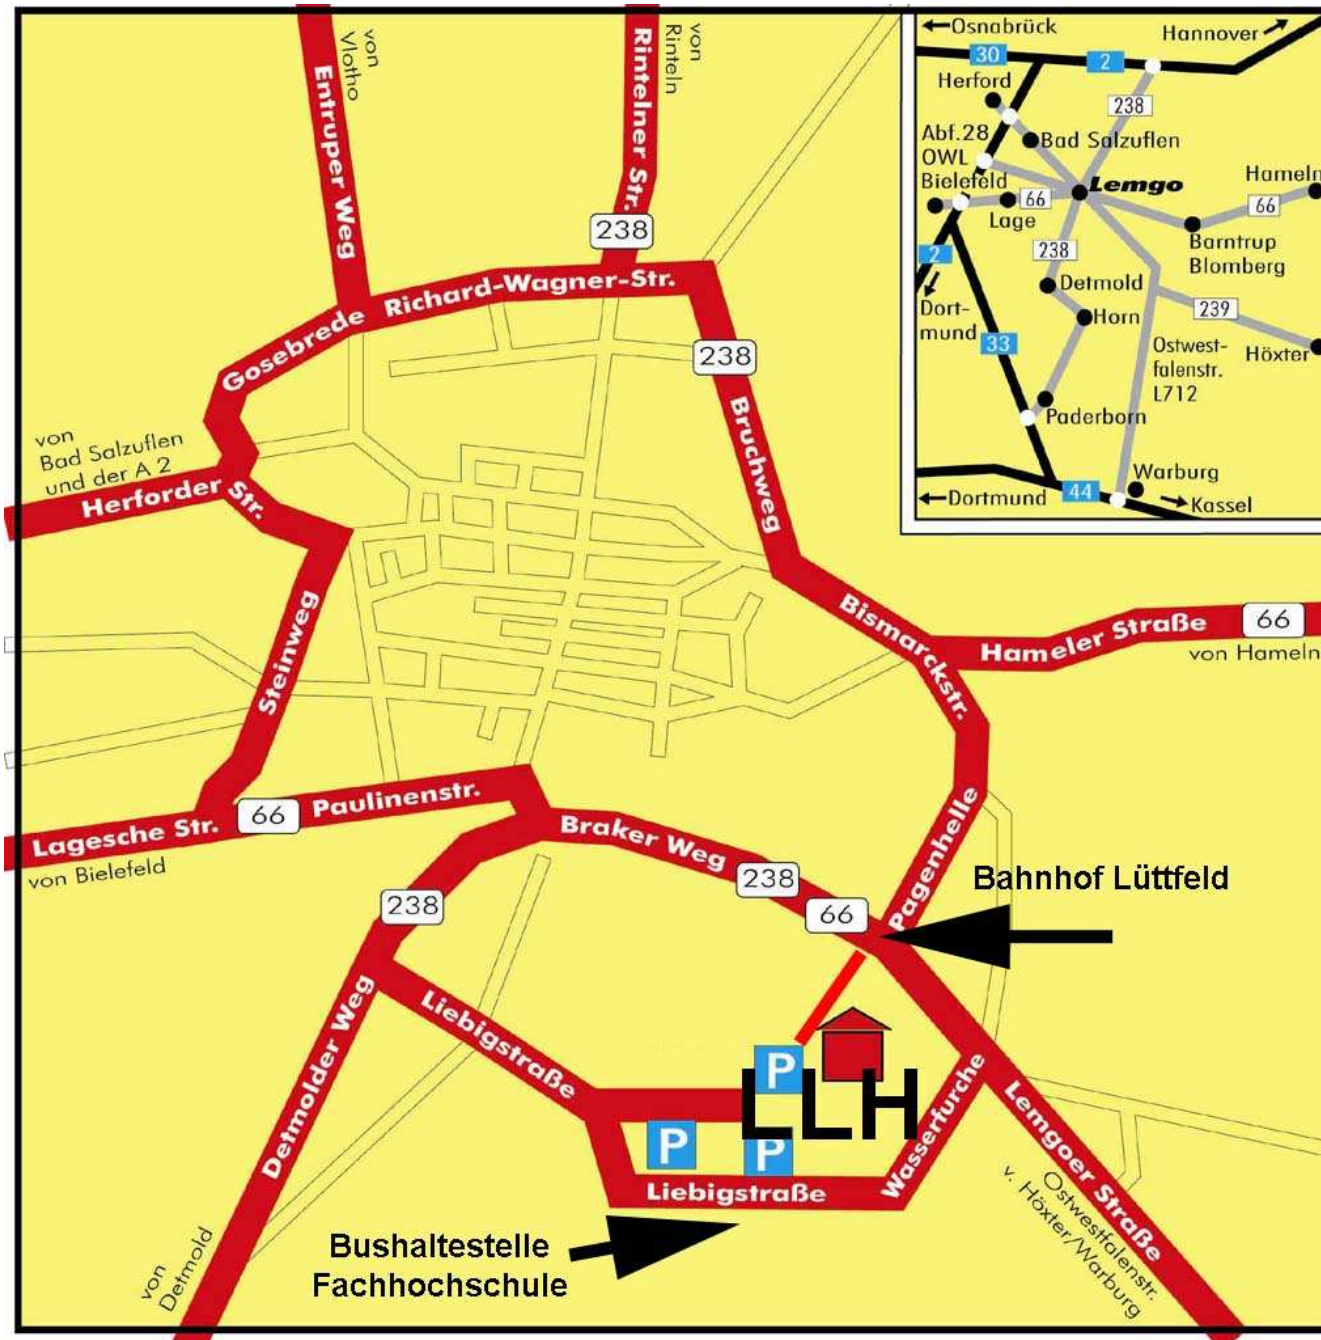 von
Vlotho
Entruper Weg
von
Rinteln
Rintelner Str.
238
Richard-Wagner-Str.
Gosebrede
238
Bruchweg
von
Bad Salzuflen
und der A 2
Herforder
Str.
Steinweg
Bismarckstr.
Hameler Straße
66
von Hameln
Lagesche Str.
66
Paulinenstr.
von Bielefeld
Braker Weg
238
66
Pagenhelle
Bahnhof Lüttfeld
238
Detmolder Weg
Liebigstraße
P
LLH
P
P
Liebigstraße
Wasserfurche
Lemgoer Straße
Ostwestfalenstr.
v. Höxter/Warburg
Bushaltestelle
Fachhochschule
von
Detmold
Osnabrück
Hannover
30
2
Herford
238
Abf.28
OWL
Bad Salzuflen
Bielefeld
66
Lage
Lemgo
Hameln
66
Barntrup
Blomberg
2
238
Detmold
Dort-
mund
Horn
239
33
Ostwest-
falenstr.
L712
Höxter
Paderborn
Warburg
Dortmund
44
Kassel